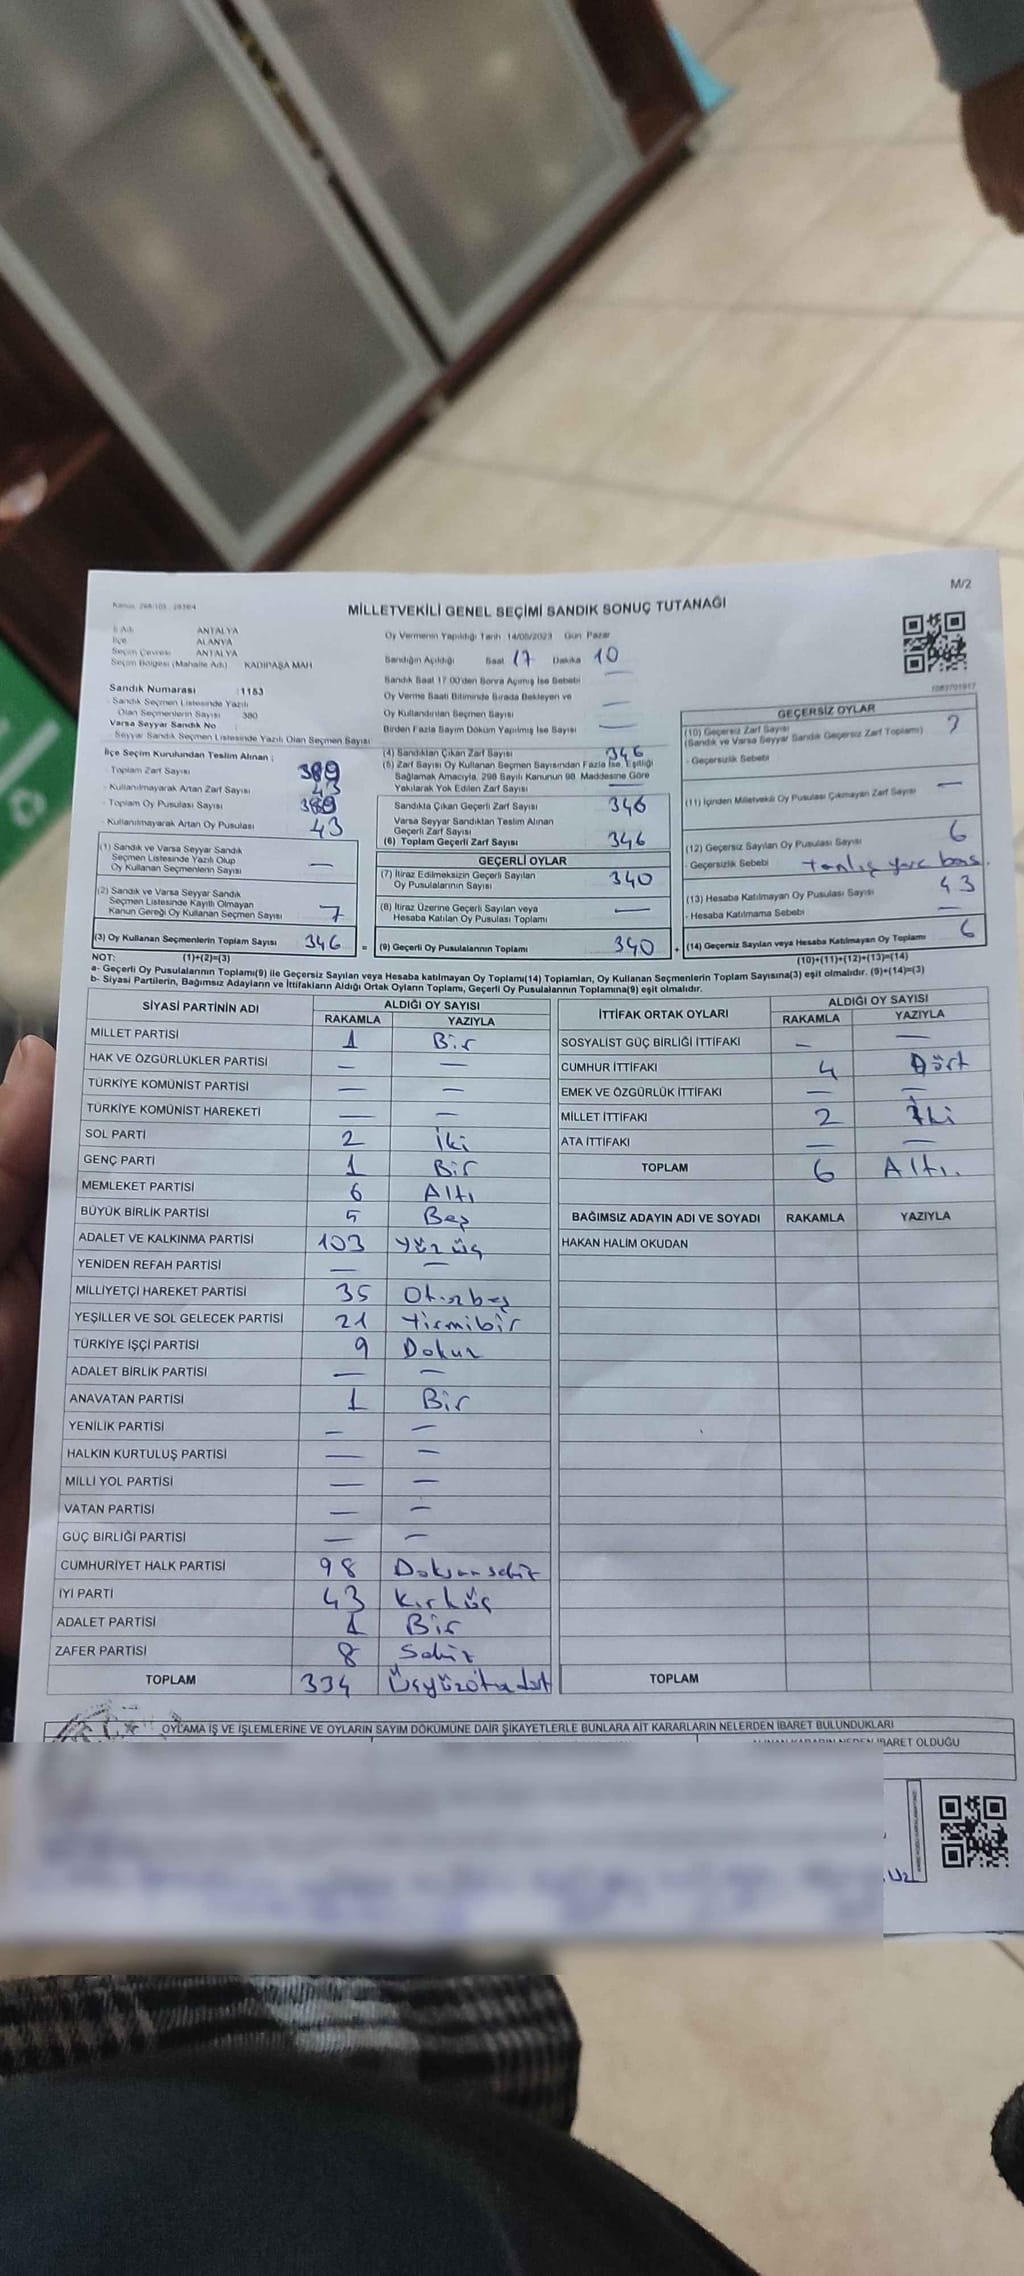 M/2
MİLLETVEKİLİ GENEL SEÇİMİ SANDIK SONUÇ TUTANAĞI
İl Adı ANTALYA
İlçe ALANYA
Seçim Çevresi ANTALYA
Seçim Bölgesi (Mahalle Adı) KADIPAŞA MAH
Sandık Numarası :1153
Sandık Seçmen Listesinde Yazılı
Olan Seçmenlerin Sayısı 380
Varsa Seyyar Sandık No
Seyyar Sandık Seçmen Listesinde Yazılı Olan Seçmen Sayısı
Oy Vermenin Yapıldığı Tarih :14/05/2023 Gün Pazar
Sandığın Açıldığı Saat 17 Dakika 10
Sandık Saat 17.00'den Sonra Açılmış İse Sebebi —
Oy Verme Saati Bitiminde Sırada Bekleyen ve
Oy Kullandırılan Seçmen Sayısı —
Birden Fazla Sayım Döküm Yapılmış İse Sayısı —
İlçe Seçim Kurulundan Teslim Alınan ;
- Toplam Zarf Sayısı 389
- Kullanılmayarak Artan Zarf Sayısı 43
- Toplam Oy Pusulası Sayısı 389
- Kullanılmayarak Artan Oy Pusulası 43
(1) Sandık ve Varsa Seyyar Sandık
Seçmen Listesinde Yazılı Olup
Oy Kullanan Seçmenlerin Sayısı —
(2) Sandık ve Varsa Seyyar Sandık
Seçmen Listesinde Kayıtlı Olmayan
Kanun Gereği Oy Kullanan Seçmen Sayısı 7
(3) Oy Kullanan Seçmenlerin Toplam Sayısı 346 =
(4) Sandıktan Çıkan Zarf Sayısı 346
(5) Zarf Sayısı Oy Kullanan Seçmen Sayısından Fazla İse, Eşitliği
Sağlamak Amacıyla, 298 Sayılı Kanunun 98. Maddesine Göre
Yakılarak Yok Edilen Zarf Sayısı —
Sandıkta Çıkan Geçerli Zarf Sayısı 346
Varsa Seyyar Sandıktan Teslim Alınan
Geçerli Zarf Sayısı
(6) Toplam Geçerli Zarf Sayısı 346
GEÇERLİ OYLAR
(7) İtiraz Edilmeksizin Geçerli Sayılan
Oy Pusulalarının Sayısı 340
(8) İtiraz Üzerine Geçerli Sayılan veya
Hesaba Katılan Oy Pusulası Toplamı —
(9) Geçerli Oy Pusulalarının Toplamı 340 +
GEÇERSİZ OYLAR
(10) Geçersiz Zarf Sayısı
(Sandık ve Varsa Seyyar Sandık Geçersiz Zarf Toplamı)
- Geçersizlik Sebebi
(11) İçinden Milletvekili Oy Pusulası Çıkmayan Zarf Sayısı —
(12) Geçersiz Sayılan Oy Pusulası Sayısı 6
- Geçersizlik Sebebi
(13) Hesaba Katılmayan Oy Pusulası Sayısı 43
- Hesaba Katılmama Sebebi —
(14) Geçersiz Sayılan veya Hesaba Katılmayan Oy Toplamı 6
NOT: (1)+(2)=(3) (10)+(11)+(12)+(13)=(14)
a- Geçerli Oy Pusulalarının Toplamı(9) ile Geçersiz Sayılan veya Hesaba katılmayan Oy Toplamı(14) Toplamları, Oy Kullanan Seçmenlerin Toplam Sayısına(3) eşit olmalıdır. (9)+(14)=(3)
b- Siyasi Partilerin, Bağımsız Adayların ve İttifakların Aldığı Ortak Oyların Toplamı, Geçerli Oy Pusulalarının Toplamına(9) eşit olmalıdır.
SİYASİ PARTİNİN ADI ALDIĞI OY SAYISI
RAKAMLA YAZIYLA
MİLLET PARTİSİ 1 Bir
HAK VE ÖZGÜRLÜKLER PARTİSİ — —
TÜRKİYE KOMÜNİST PARTİSİ — —
TÜRKİYE KOMÜNİST HAREKETİ — —
SOL PARTİ 2 İki
GENÇ PARTİ 1 Bir
MEMLEKET PARTİSİ 6 Altı
BÜYÜK BİRLİK PARTİSİ 5 Beş
ADALET VE KALKINMA PARTİSİ 103 Yüz üç
YENİDEN REFAH PARTİSİ — —
MİLLİYETÇİ HAREKET PARTİSİ 35 Otuzbeş
YEŞİLLER VE SOL GELECEK PARTİSİ 21 Yirmibir
TÜRKİYE İŞÇİ PARTİSİ 9 Dokuz
ADALET BİRLİK PARTİSİ — —
ANAVATAN PARTİSİ 1 Bir
YENİLİK PARTİSİ — —
HALKIN KURTULUŞ PARTİSİ — —
MİLLİ YOL PARTİSİ — —
VATAN PARTİSİ — —
GÜÇ BİRLİĞİ PARTİSİ — —
CUMHURİYET HALK PARTİSİ 98 Doksansekiz
İYİ PARTİ 43 Kırküç
ADALET PARTİSİ 1 Bir
ZAFER PARTİSİ 8 Sekiz
TOPLAM 334 Üçyüzotuzdört
İTTİFAK ORTAK OYLARI ALDIĞI OY SAYISI
RAKAMLA YAZIYLA
SOSYALİST GÜÇ BİRLİĞİ İTTİFAKI — —
CUMHUR İTTİFAKI 4 Dört
EMEK VE ÖZGÜRLÜK İTTİFAKI — —
MİLLET İTTİFAKI 2 İki
ATA İTTİFAKI — —
TOPLAM 6 Altı.
BAĞIMSIZ ADAYIN ADI VE SOYADI RAKAMLA YAZIYLA
HAKAN HALİM OKUDAN
TOPLAM
OYLAMA İŞ VE İŞLEMLERİNE VE OYLARIN SAYIM DÖKÜMÜNE DAİR ŞİKAYETLERLE BUNLARA AİT KARARLARIN NELERDEN İBARET BULUNDUKLARI
İBARET OLDUĞU